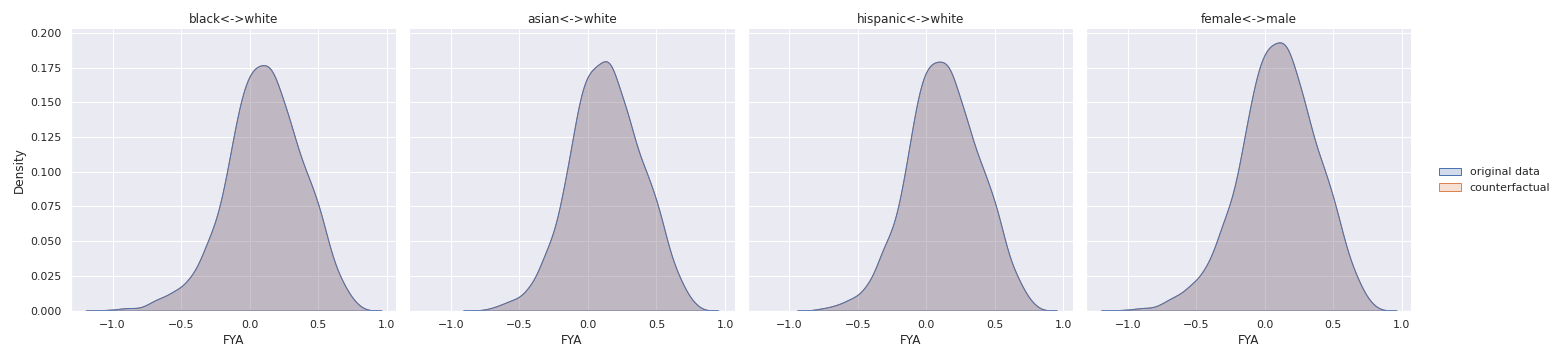 black<->white
asian<->white
hispanic<->white
female<->male
0.200
0.175
0.150
0.125
0.100
0.075
0.050
0.025
0.000
Density
−1.0 −0.5 0.0 0.5 1.0
−1.0 −0.5 0.0 0.5 1.0
−1.0 −0.5 0.0 0.5 1.0
−1.0 −0.5 0.0 0.5 1.0
FYA
FYA
FYA
FYA
original data
counterfactual